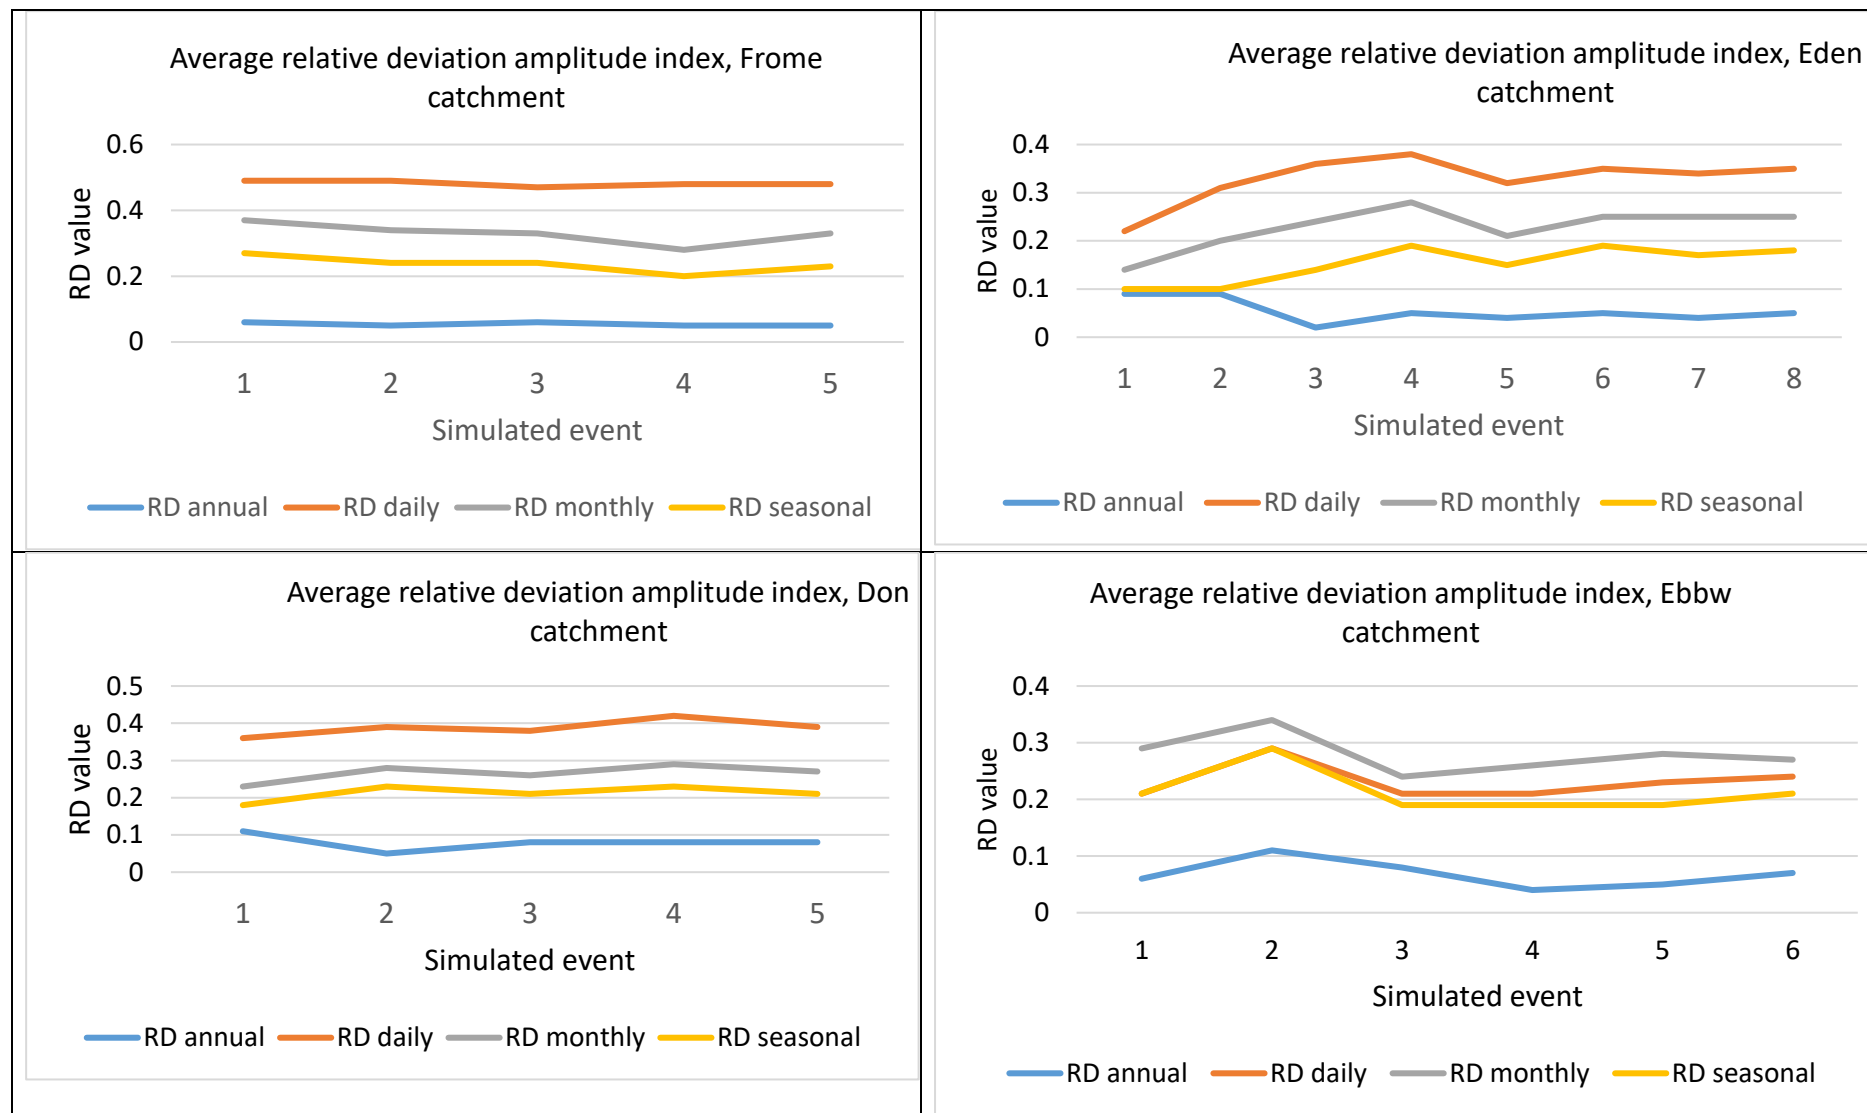 Average relative deviation amplitude index, Frome
catchment
0.6
0.4
0.2
0
RD value
1 2 3 4 5
Simulated event
RD annual RD daily RD monthly RD seasonal
Average relative deviation amplitude index, Eden
catchment
0.4
0.3
0.2
0.1
0
RD value
1 2 3 4 5 6 7 8
Simulated event
RD annual RD daily RD monthly RD seasonal
Average relative deviation amplitude index, Don
catchment
0.5
0.4
0.3
0.2
0.1
0
RD value
1 2 3 4 5
Simulated event
RD annual RD daily RD monthly RD seasonal
Average relative deviation amplitude index, Ebbw
catchment
0.4
0.3
0.2
0.1
0
RD value
1 2 3 4 5 6
Simulated event
RD annual RD daily RD monthly RD seasonal